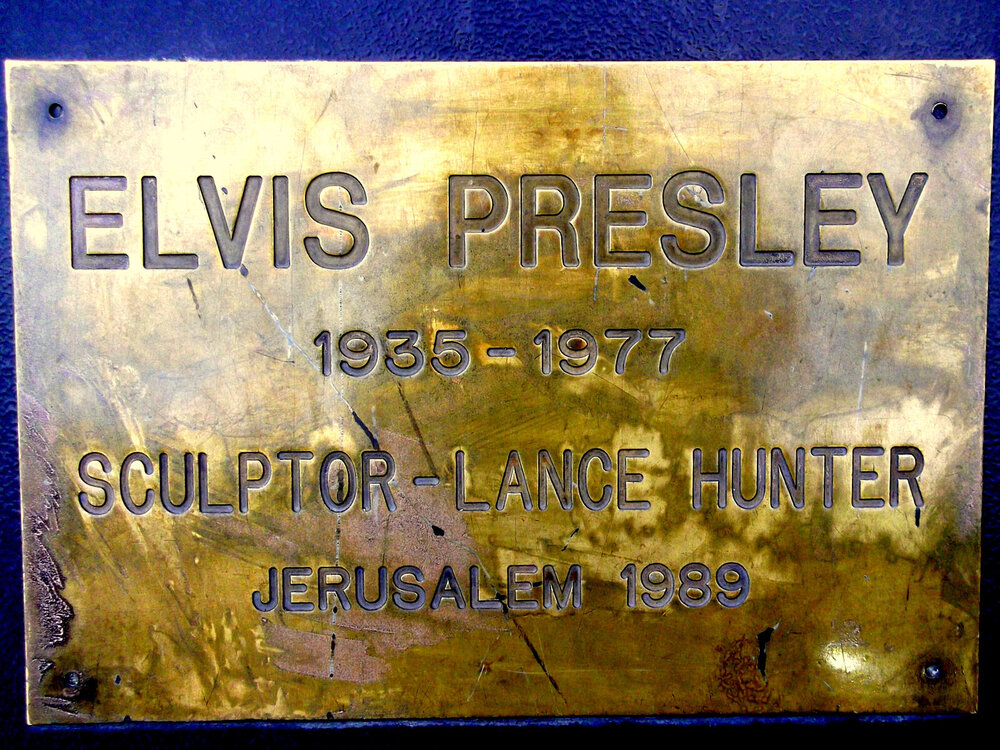 ELVIS PRESLEY
1935-1977
SCULPTOR-LANCE HUNTER
JERUSALEM 1989